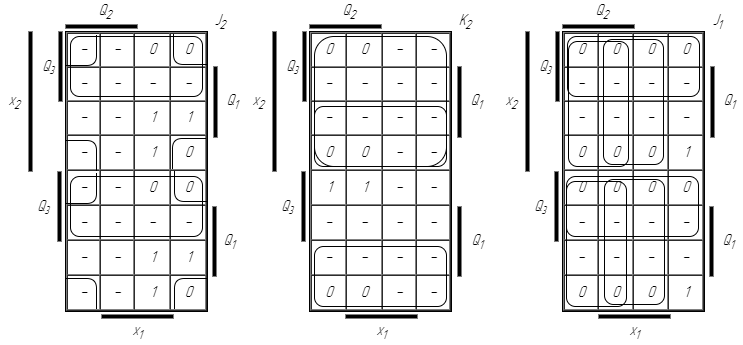 Q2 J2 Q2 K2 Q2 J1
– – 0 0 0 0 – – 0 0 0 0
Q3 Q3 Q3
– – – – – – – – – – – –
x2 Q1 x2 Q1 x2 Q1
– – 1 1 – – – – – – – –
– – 1 0 0 0 – – 0 0 0 1
– – 0 0 1 1 – – 0 0 0 0
Q3 Q3 Q3
– – – – – – – – – – – –
Q1 Q1 Q1
– – 1 1 – – – – – – – –
– – 1 0 0 0 – – 0 0 0 1
x1 x1 x1